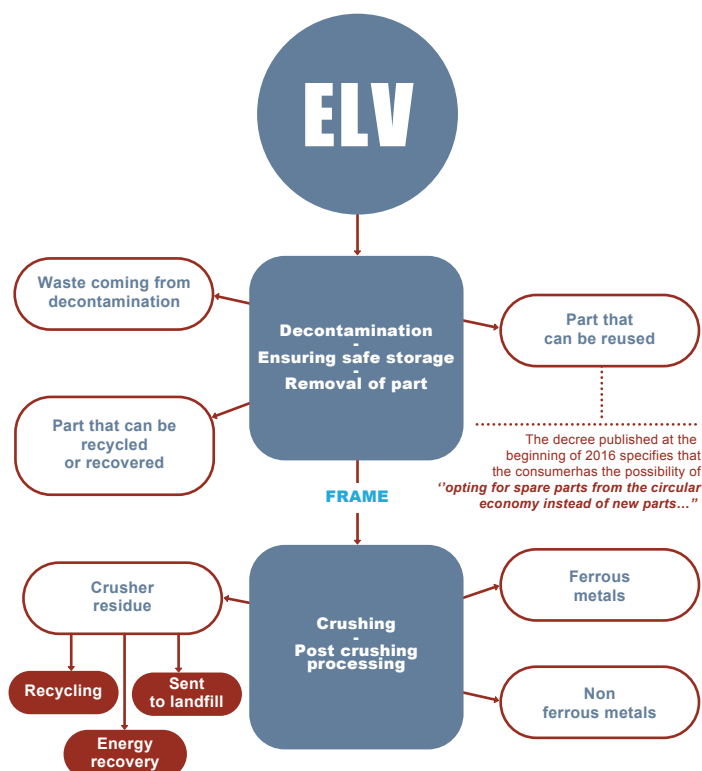 ELV
Waste coming from
decontamination
Decontamination
-
Ensuring safe storage
-
Removal of part
Part that
can be reused
Part that can be
recycled
or recovered
The decree published at the
beginning of 2016 specifies that
the consumerhas the possibility of
‘‘opting for spare parts from the circular
economy instead of new parts…”
FRAME
Crusher
residue
Crushing
-
Post crushing
processing
Ferrous
metals
Recycling
Sent
to landfill
Energy
recovery
Non
ferrous metals